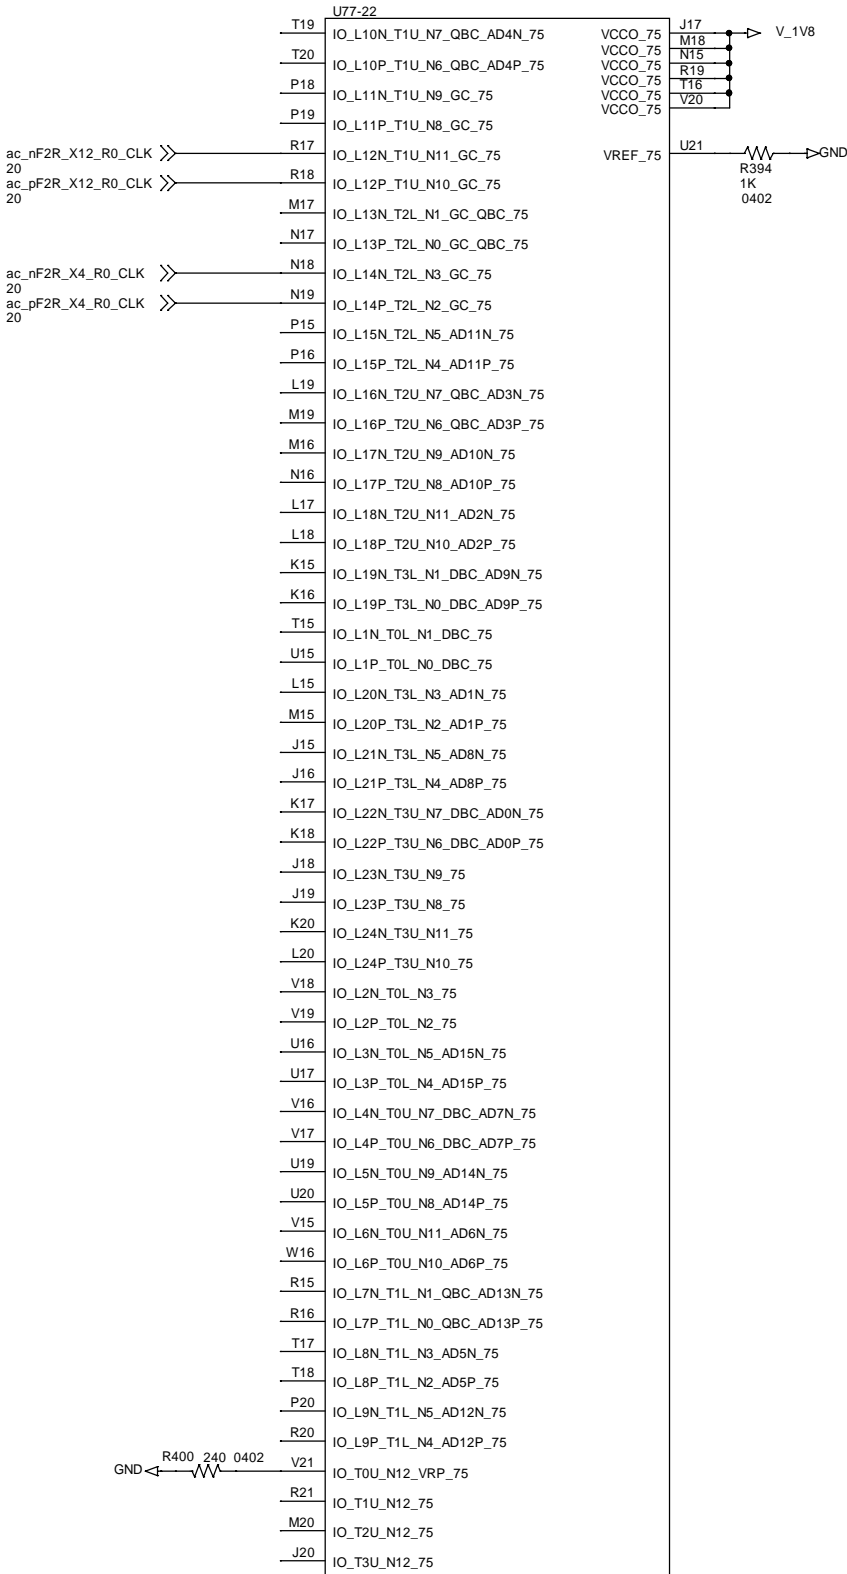 U77-22
T19 IO_L10N_T1U_N7_QBC_AD4N_75 VCCO_75 J17 V_1V8
VCCO_75 M18
T20 IO_L10P_T1U_N6_QBC_AD4P_75 VCCO_75 N15
VCCO_75 R19
P18 IO_L11N_T1U_N9_GC_75 VCCO_75 T16
VCCO_75 V20
P19 IO_L11P_T1U_N8_GC_75
ac_nF2R_X12_R0_CLK R17 IO_L12N_T1U_N11_GC_75 VREF_75 U21 GND
20
R394
1K
0402
ac_pF2R_X12_R0_CLK R18 IO_L12P_T1U_N10_GC_75
20
M17 IO_L13N_T2L_N1_GC_QBC_75
N17 IO_L13P_T2L_N0_GC_QBC_75
ac_nF2R_X4_R0_CLK N18 IO_L14N_T2L_N3_GC_75
20
ac_pF2R_X4_R0_CLK N19 IO_L14P_T2L_N2_GC_75
20
P15 IO_L15N_T2L_N5_AD11N_75
P16 IO_L15P_T2L_N4_AD11P_75
L19 IO_L16N_T2U_N7_QBC_AD3N_75
M19 IO_L16P_T2U_N6_QBC_AD3P_75
M16 IO_L17N_T2U_N9_AD10N_75
N16 IO_L17P_T2U_N8_AD10P_75
L17 IO_L18N_T2U_N11_AD2N_75
L18 IO_L18P_T2U_N10_AD2P_75
K15 IO_L19N_T3L_N1_DBC_AD9N_75
K16 IO_L19P_T3L_N0_DBC_AD9P_75
T15 IO_L1N_T0L_N1_DBC_75
U15 IO_L1P_T0L_N0_DBC_75
L15 IO_L20N_T3L_N3_AD1N_75
M15 IO_L20P_T3L_N2_AD1P_75
J15 IO_L21N_T3L_N5_AD8N_75
J16 IO_L21P_T3L_N4_AD8P_75
K17 IO_L22N_T3U_N7_DBC_AD0N_75
K18 IO_L22P_T3U_N6_DBC_AD0P_75
J18 IO_L23N_T3U_N9_75
J19 IO_L23P_T3U_N8_75
K20 IO_L24N_T3U_N11_75
L20 IO_L24P_T3U_N10_75
V18 IO_L2N_T0L_N3_75
V19 IO_L2P_T0L_N2_75
U16 IO_L3N_T0L_N5_AD15N_75
U17 IO_L3P_T0L_N4_AD15P_75
V16 IO_L4N_T0U_N7_DBC_AD7N_75
V17 IO_L4P_T0U_N6_DBC_AD7P_75
U19 IO_L5N_T0U_N9_AD14N_75
U20 IO_L5P_T0U_N8_AD14P_75
V15 IO_L6N_T0U_N11_AD6N_75
W16 IO_L6P_T0U_N10_AD6P_75
R15 IO_L7N_T1L_N1_QBC_AD13N_75
R16 IO_L7P_T1L_N0_QBC_AD13P_75
T17 IO_L8N_T1L_N3_AD5N_75
T18 IO_L8P_T1L_N2_AD5P_75
P20 IO_L9N_T1L_N5_AD12N_75
R20 IO_L9P_T1L_N4_AD12P_75
GND R400 240 0402 V21 IO_T0U_N12_VRP_75
R21 IO_T1U_N12_75
M20 IO_T2U_N12_75
J20 IO_T3U_N12_75